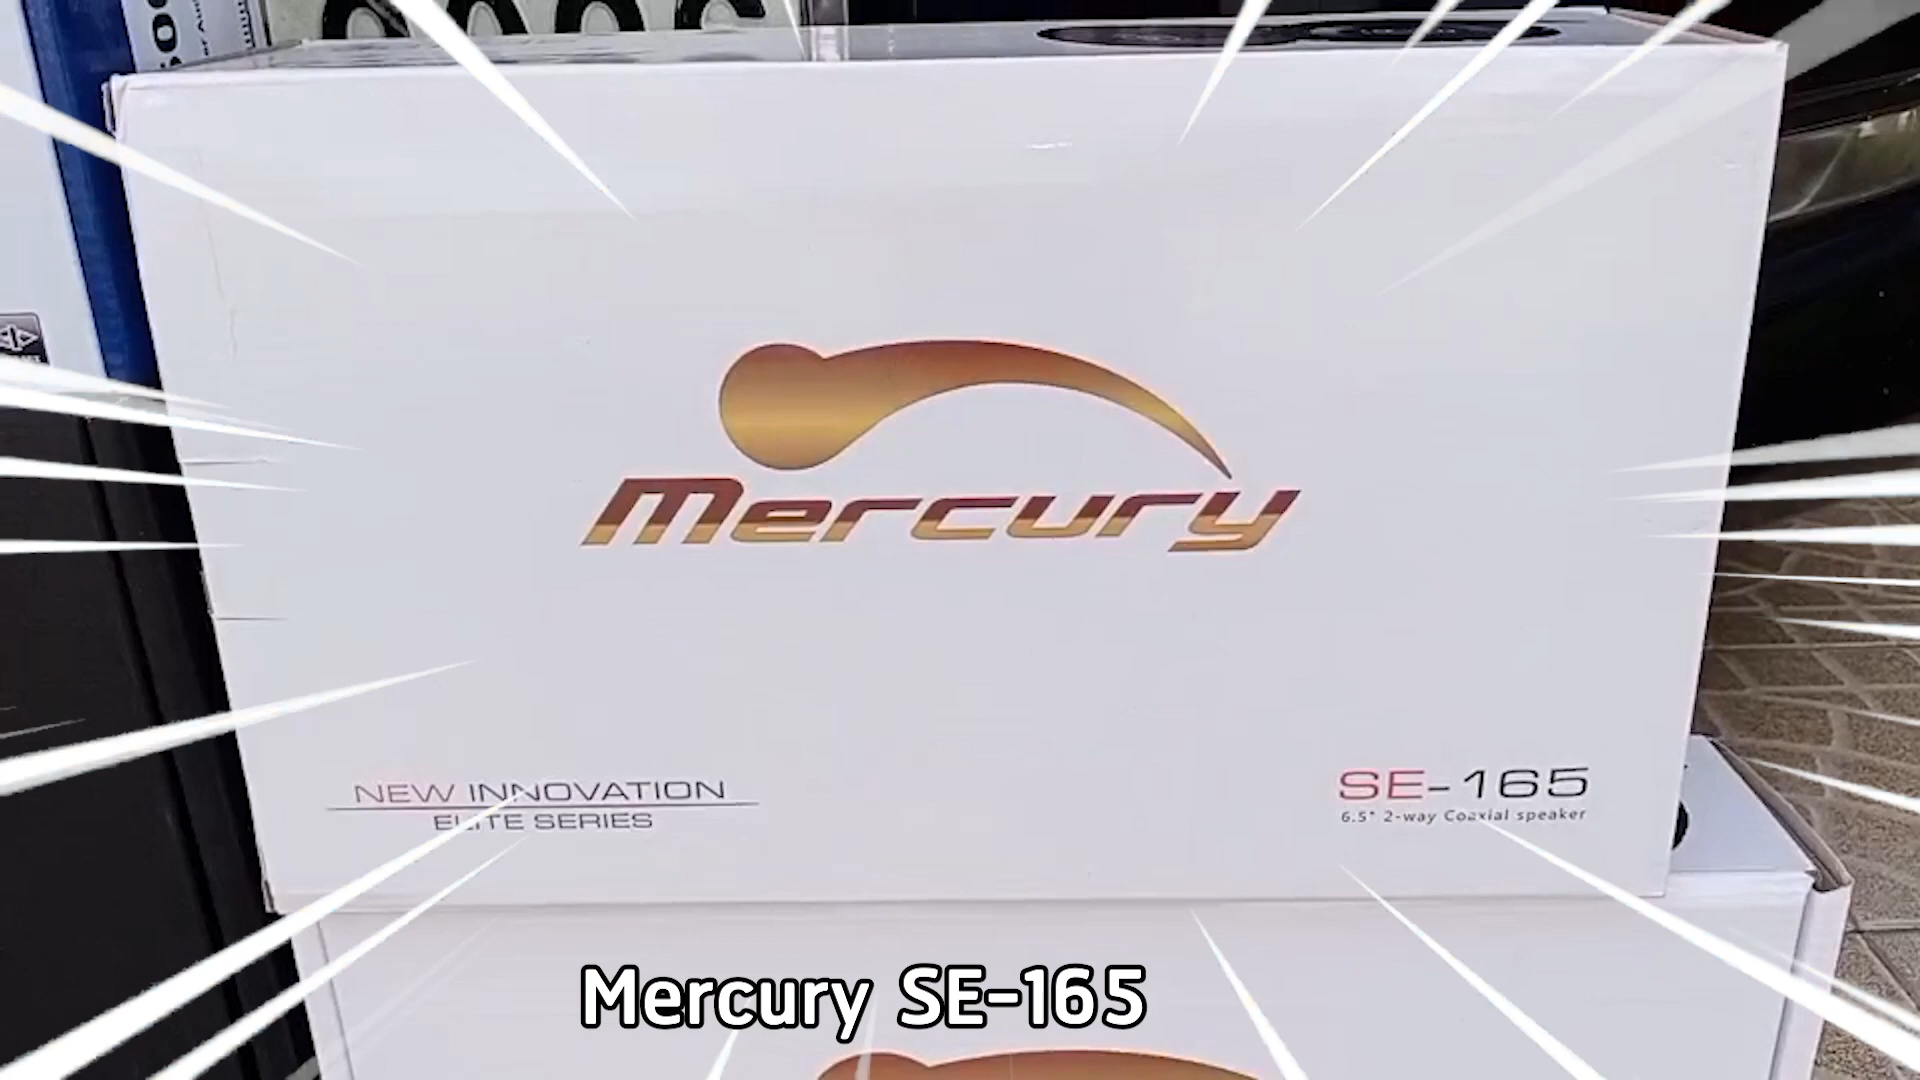 Mercury
NEW INNOVATION
ELITE SERIES
SE-165
6.5" 2-way Coaxial speaker
Mercury SE-165